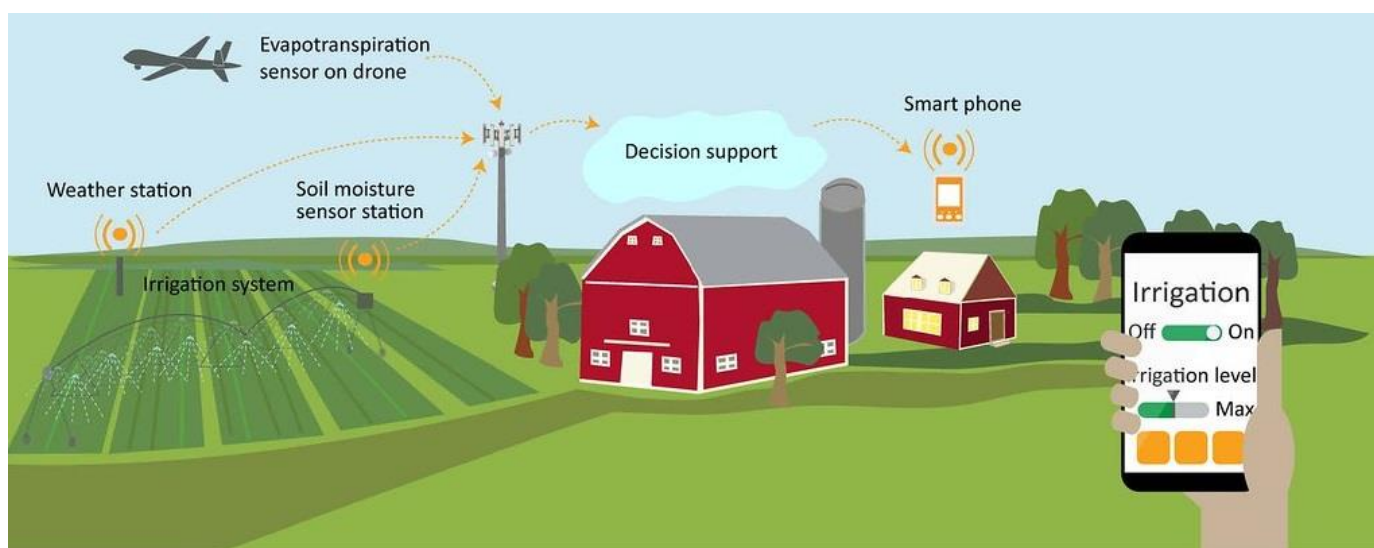 Evapotranspiration
sensor on drone
Smart phone
Decision support
Weather station
Soil moisture
sensor station
Irrigation system
Irrigation
Off On
Irrigation level
Max